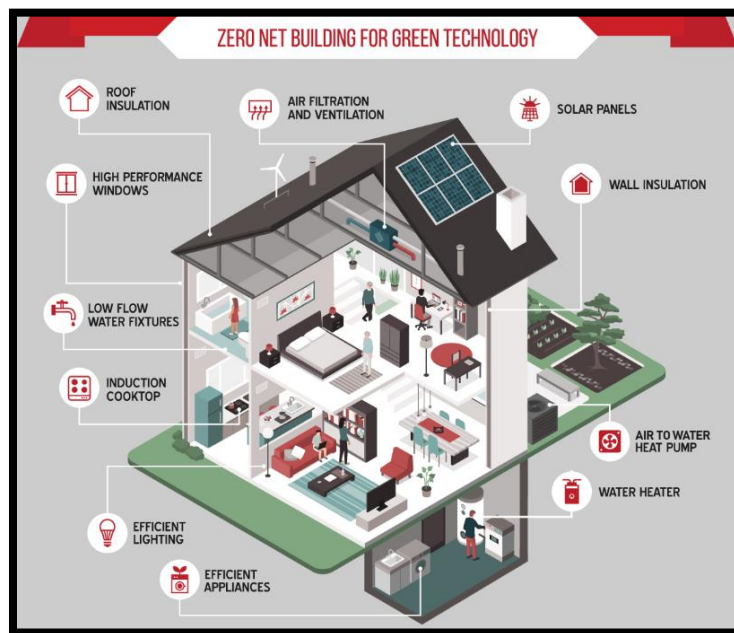 ZERO NET BUILDING FOR GREEN TECHNOLOGY
ROOF
INSULATION
AIR FILTRATION
AND VENTILATION
SOLAR PANELS
HIGH PERFORMANCE
WINDOWS
WALL INSULATION
LOW FLOW
WATER FIXTURES
INDUCTION
COOKTOP
AIR TO WATER
HEAT PUMP
WATER HEATER
EFFICIENT
LIGHTING
EFFICIENT
APPLIANCES